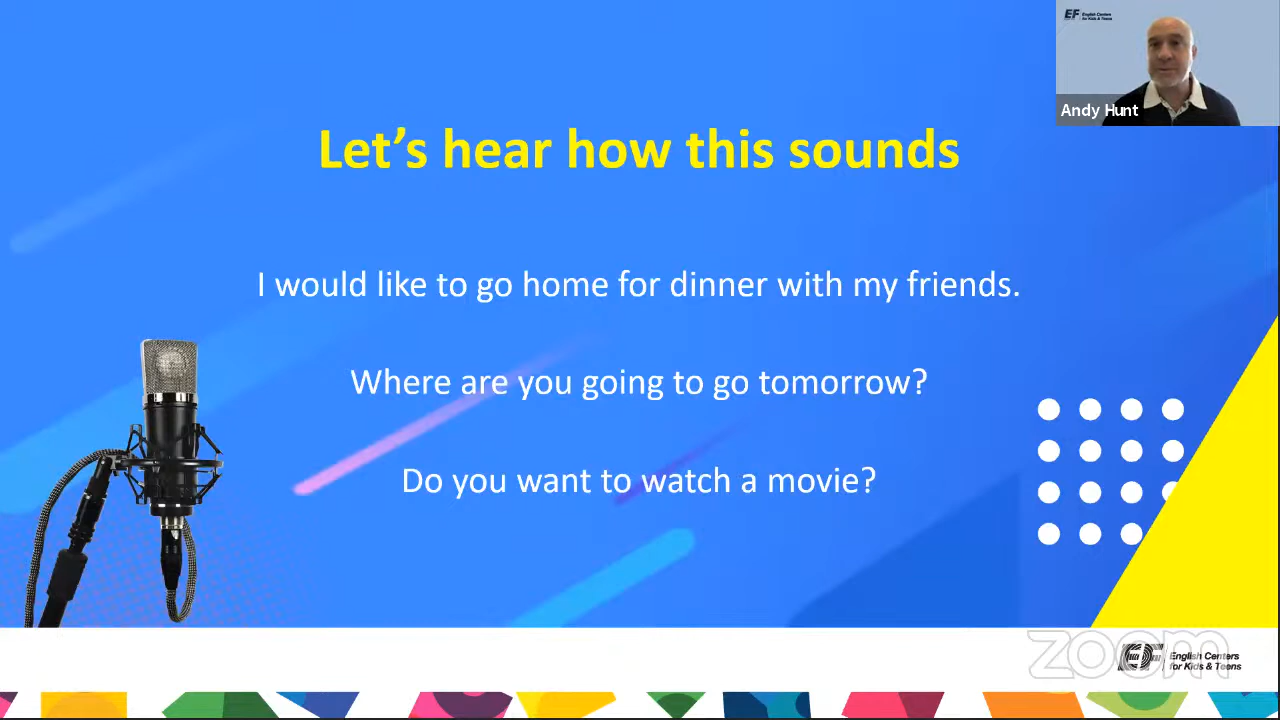 EF English Centers
for Kids & Teens
Andy Hunt
Let's hear how this sounds
I would like to go home for dinner with my friends.
Where are you going to go tomorrow?
Do you want to watch a movie?
zoom
EF English Centers
for Kids & Teens